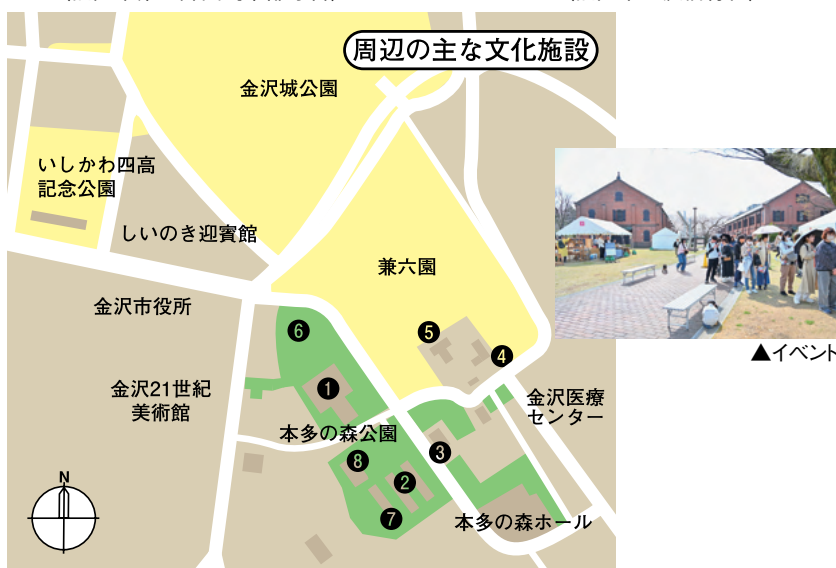 周辺の主な文化施設
金沢城公園
いしかわ四高
記念公園
しいのき迎賓館
兼六園
金沢市役所
6
5
4
▲イベント
1
金沢21世紀
美術館
金沢医療
センター
本多の森公園
3
8
2
7
本多の森ホール
N